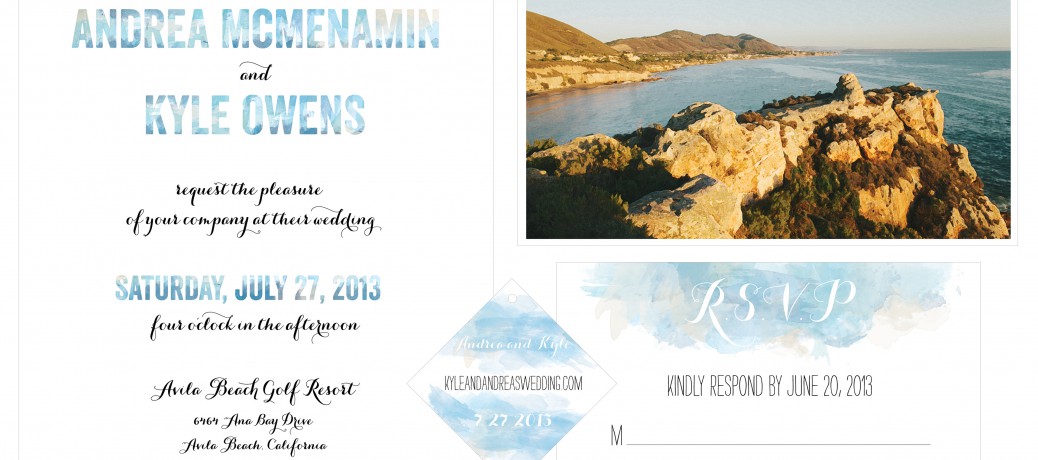 ANDREA MCMENAMIN
and
KYLE OWENS
request the pleasure
of your company at their wedding
SATURDAY, JULY 27, 2013
four o'clock in the afternoon
Avila Beach Golf Resort
6464 Ana Bay Drive
Avila Beach, California
Andrea and Kyle
KYLEANDANDREASWEDDING.COM
7-27-2013
R.S.V.P
KINDLY RESPOND BY JUNE 20, 2013
M